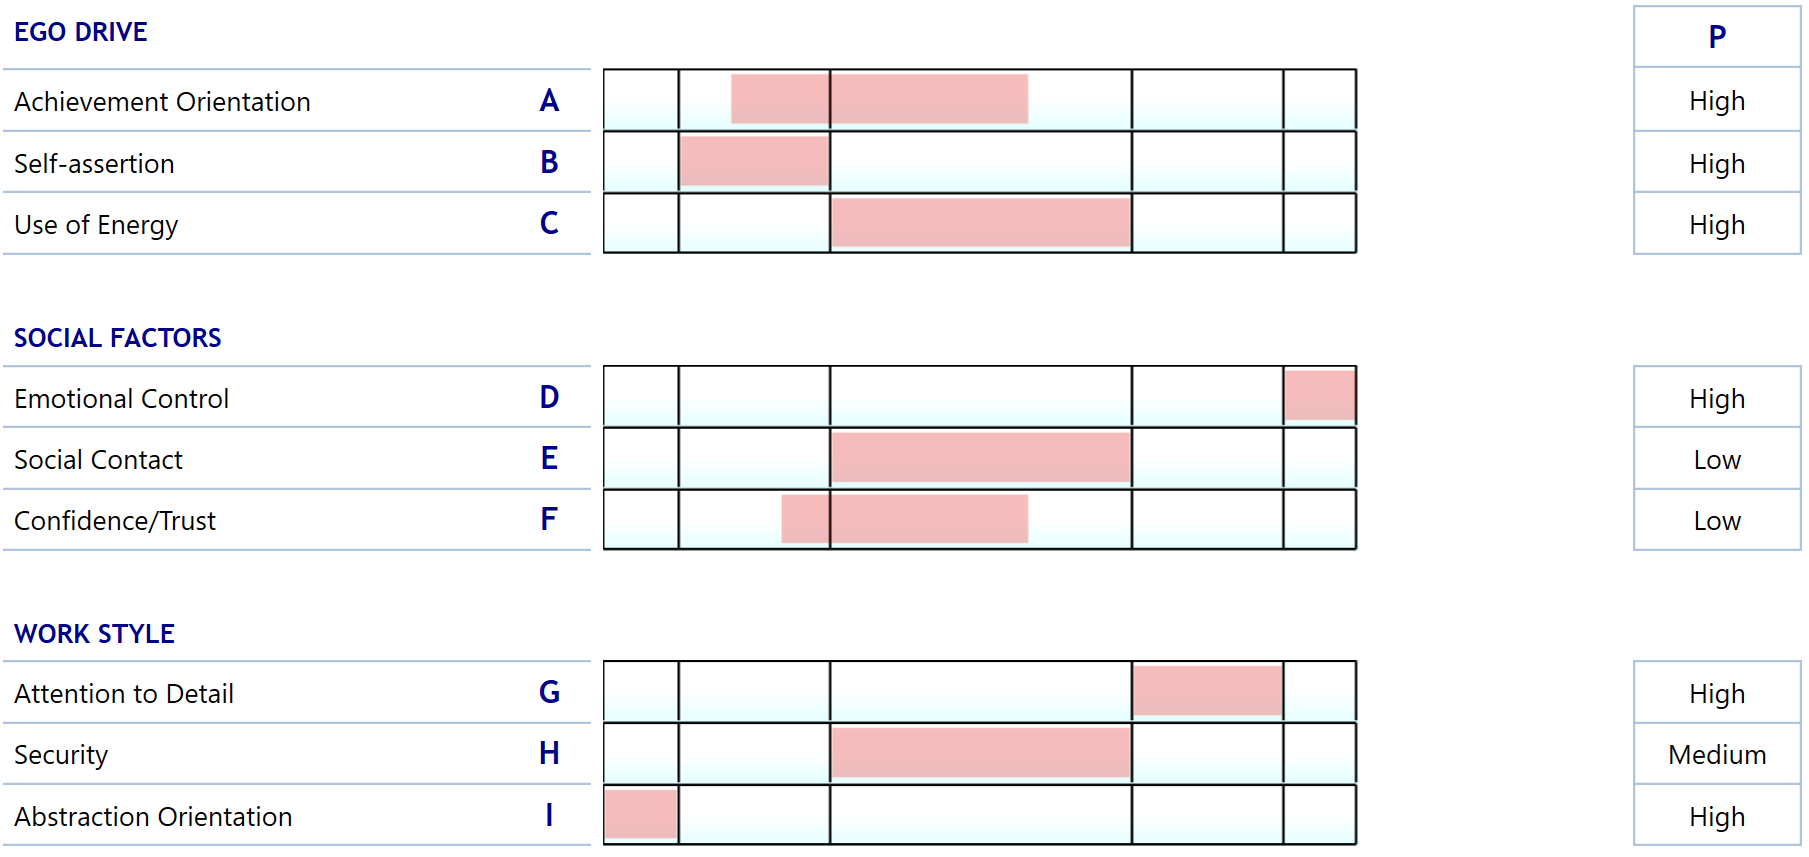 EGO DRIVE P
Achievement Orientation A High
Self-assertion B High
Use of Energy C High
SOCIAL FACTORS
Emotional Control D High
Social Contact E Low
Confidence/Trust F Low
WORK STYLE
Attention to Detail G High
Security H Medium
Abstraction Orientation I High